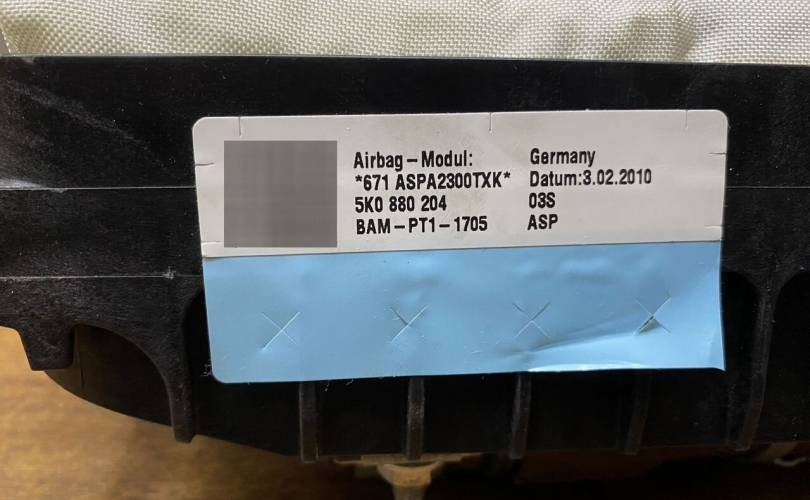 Airbag-Modul:
*671 ASPA2300TXK*
5K0 880 204
BAM-PT1-1705
Germany
Datum:3.02.2010
03S
ASP